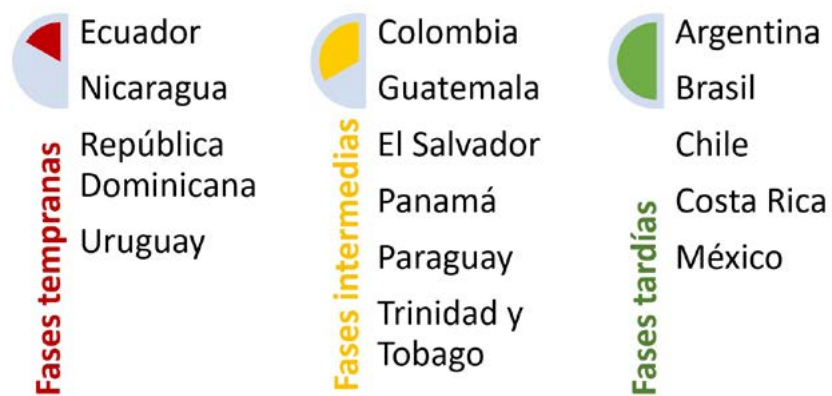 Fases tempranas
Ecuador
Nicaragua
República
Dominicana
Uruguay
Fases intermedias
Colombia
Guatemala
El Salvador
Panamá
Paraguay
Trinidad y
Tobago
Fases tardías
Argentina
Brasil
Chile
Costa Rica
México